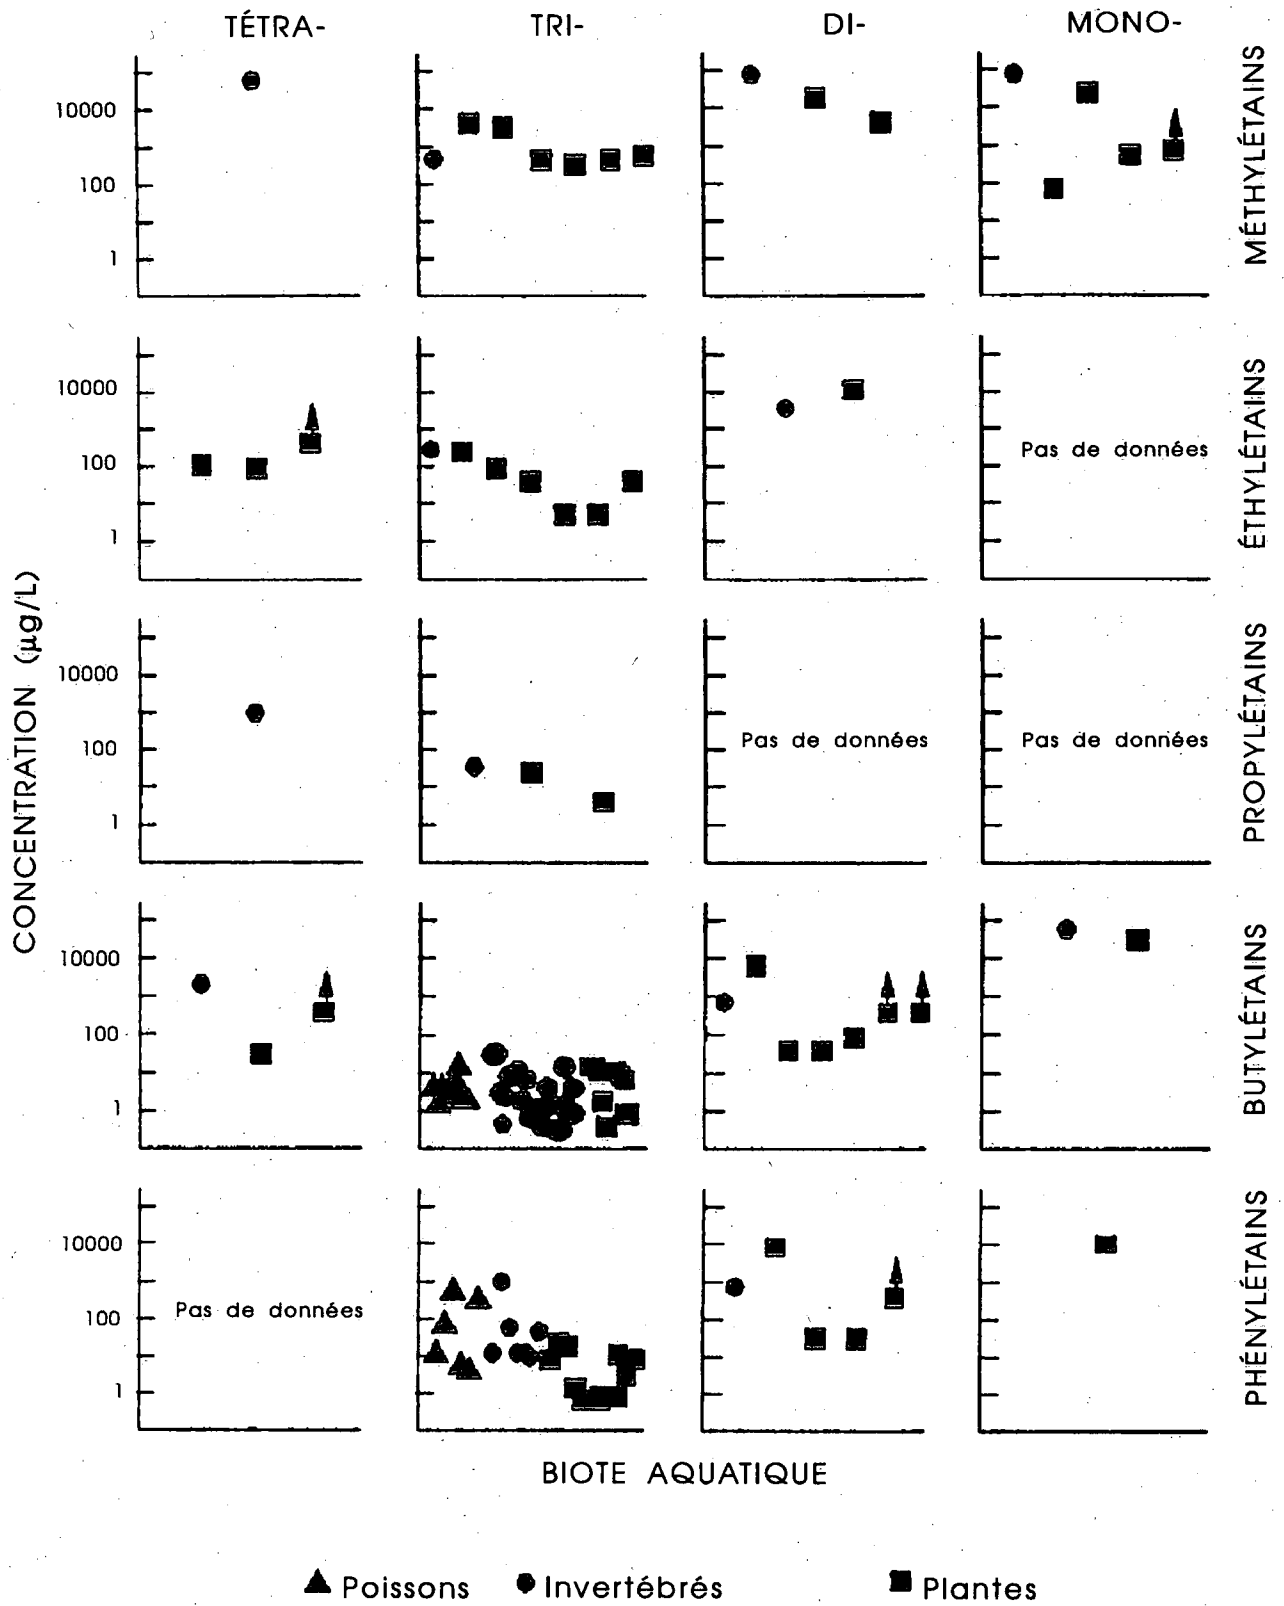 TÉTRA- TRI- DI- MONO-
10000
100
1
MÉTHYLÉTAINS
10000
100
1
Pas de données
ÉTHYLÉTAINS
CONCENTRATION (µg/L)
10000
100
1
Pas de données
Pas de données
PROPYLÉTAINS
10000
100
1
BUTYLÉTAINS
10000
100
1
Pas de données
PHÉNYLÉTAINS
BIOTE AQUATIQUE
Poissons Invertébrés Plantes